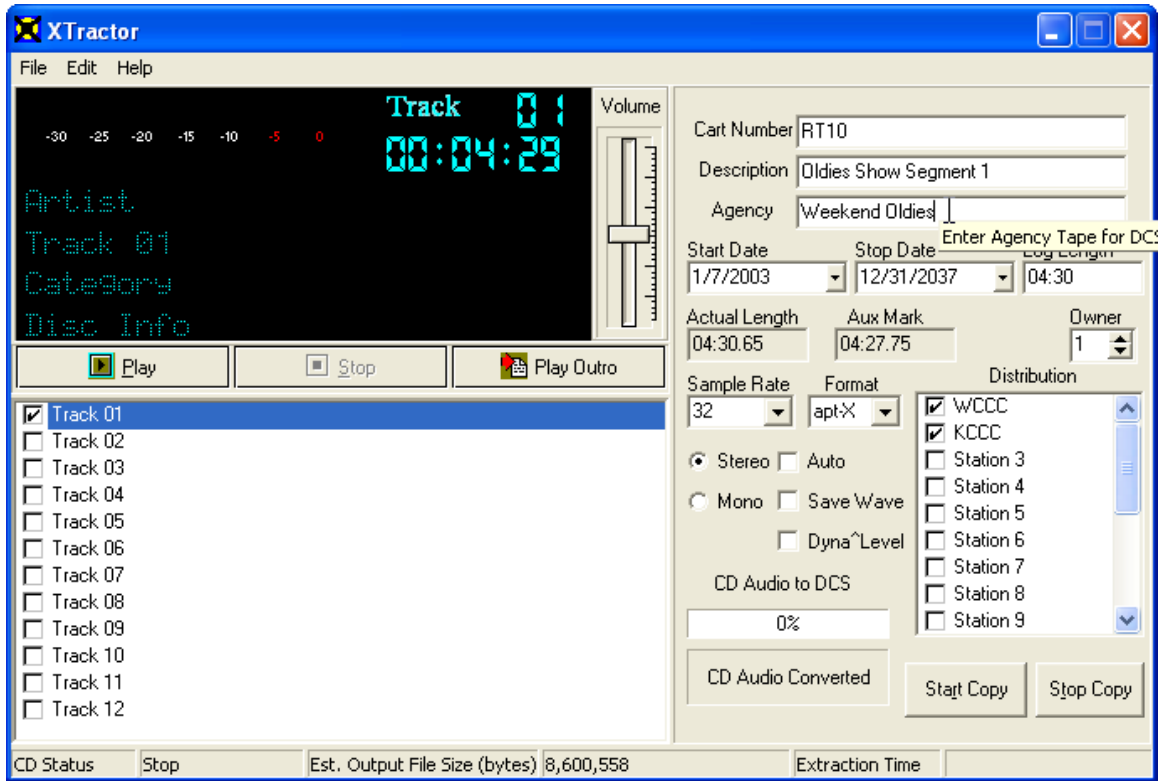 XTractor
File Edit Help
-30 -25 -20 -15 -10 -5 0
Track 01
00:04:29
Artist
Track 01
Category
Disc Info
Volume
Play Stop Play Outro
Track 01
Track 02
Track 03
Track 04
Track 05
Track 06
Track 07
Track 08
Track 09
Track 10
Track 11
Track 12
Cart Number RT10
Description Oldies Show Segment 1
Agency Weekend Oldies
Enter Agency Tape for DCS
Start Date Stop Date Log Length
1/7/2003 12/31/2037 04:30
Actual Length Aux Mark Owner
04:30.65 04:27.75 1
Sample Rate Format Distribution
32 apt-X
Stereo Auto
Mono Save Wave
Dyna^Level
WCCC
KCCC
Station 3
Station 4
Station 5
Station 6
Station 7
Station 8
Station 9
CD Audio to DCS
0%
CD Audio Converted
Start Copy Stop Copy
CD Status Stop Est. Output File Size (bytes) 8,600,558 Extraction Time